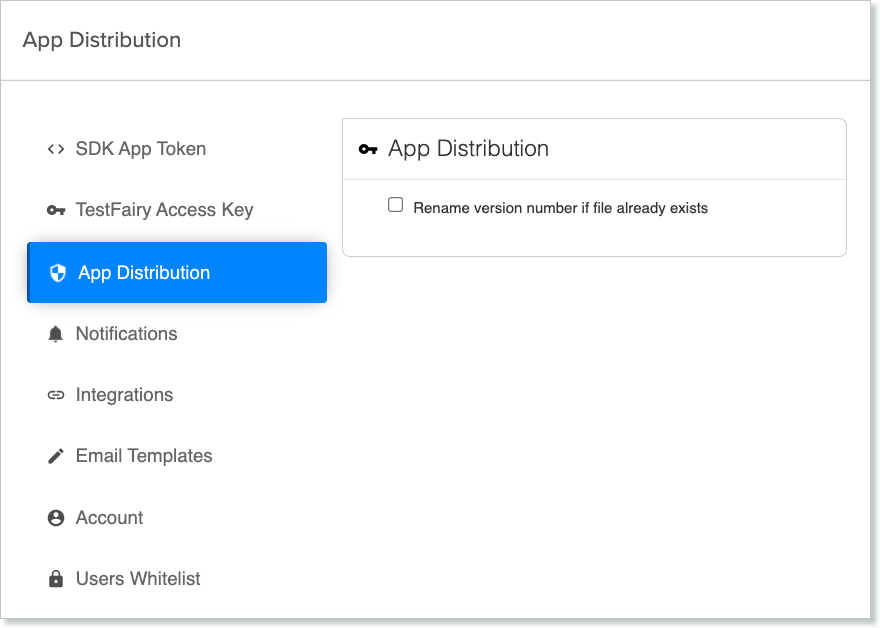 App Distribution
SDK App Token
TestFairy Access Key
App Distribution
Notifications
Integrations
Email Templates
Account
Users Whitelist
App Distribution
Rename version number if file already exists